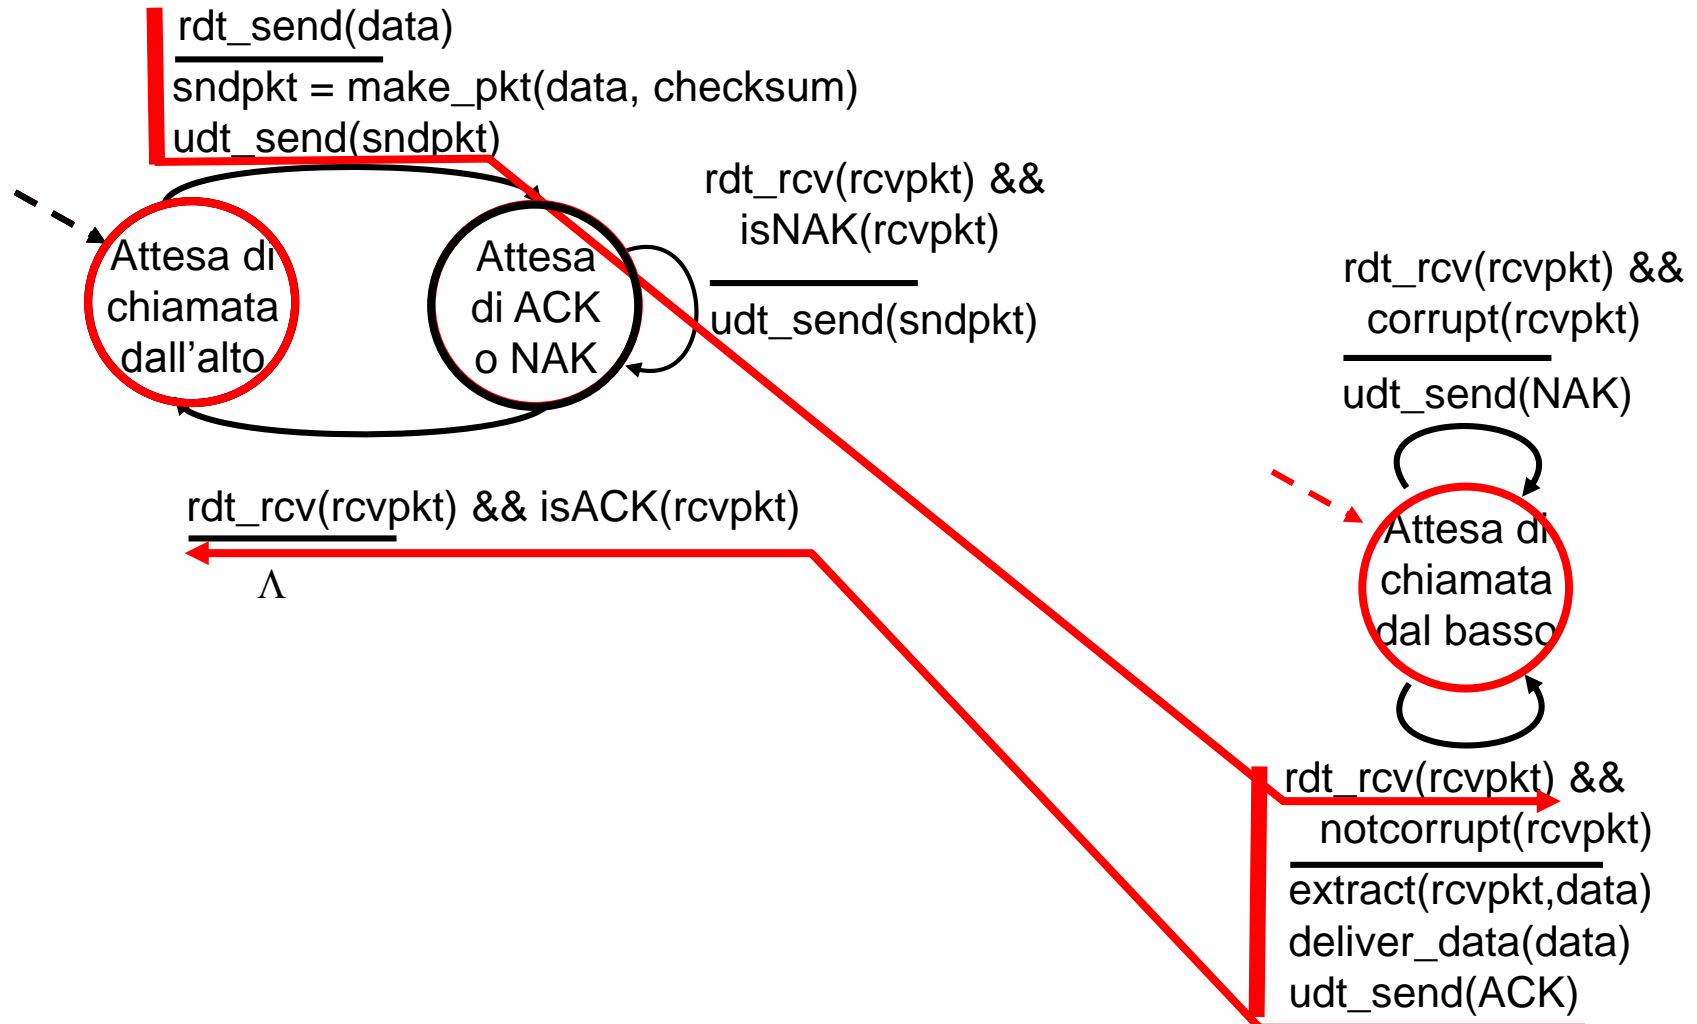 rdt_send(data)
sndpkt = make_pkt(data, checksum)
udt_send(sndpkt)
rdt_rcv(rcvpkt) &&
isNAK(rcvpkt)
udt_send(sndpkt)
Attesa di
chiamata
dall’alto
Attesa
di ACK
o NAK
rdt_rcv(rcvpkt) && isACK(rcvpkt)
Λ
rdt_rcv(rcvpkt) &&
corrupt(rcvpkt)
udt_send(NAK)
Attesa di
chiamata
dal basso
rdt_rcv(rcvpkt) &&
notcorrupt(rcvpkt)
extract(rcvpkt,data)
deliver_data(data)
udt_send(ACK)